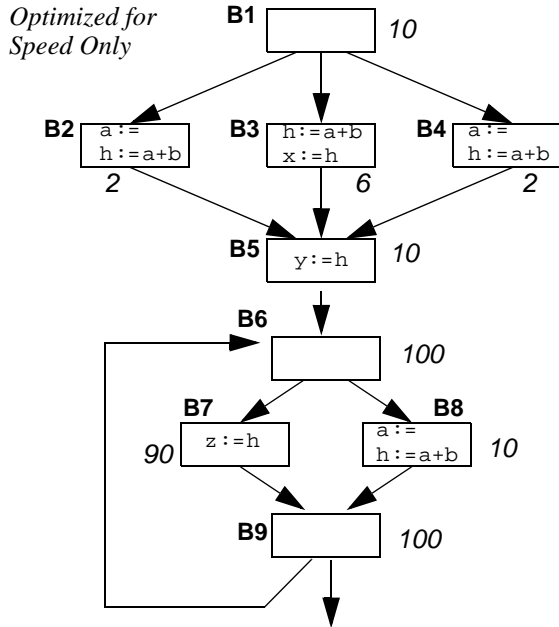 Optimized for
Speed Only
B1
10
B2
a:=
h:=a+b
2
B3
h:=a+b
x:=h
6
B4
a:=
h:=a+b
2
B5
y:=h
10
B6
100
B7
z:=h
90
B8
a:=
h:=a+b
10
B9
100